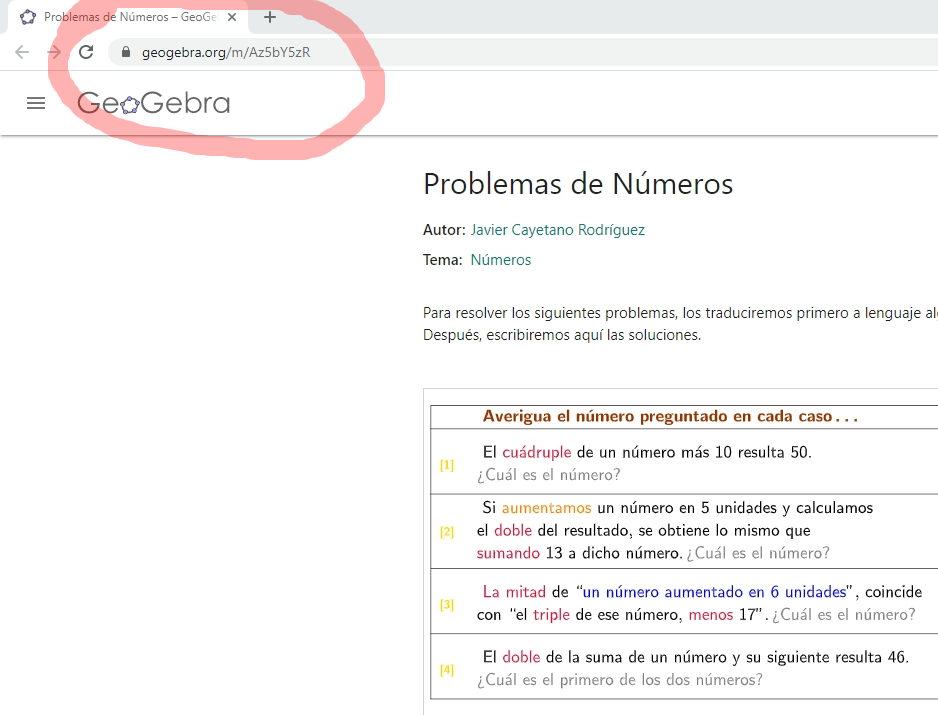 Problemas de Números – GeoGe
geogebra.org/m/Az5bY5zR
GeoGebra
Problemas de Números
Autor: Javier Cayetano Rodríguez
Tema: Números
Para resolver los siguientes problemas, los traduciremos primero a lenguaje al
Después, escribiremos aquí las soluciones.
Averigua el número preguntado en cada caso...
[1] El cuádruple de un número más 10 resulta 50.
¿Cuál es el número?
[2] Si aumentamos un número en 5 unidades y calculamos
el doble del resultado, se obtiene lo mismo que
sumando 13 a dicho número. ¿Cuál es el número?
[3] La mitad de “un número aumentado en 6 unidades”, coincide
con “el triple de ese número, menos 17”. ¿Cuál es el número?
[4] El doble de la suma de un número y su siguiente resulta 46.
¿Cuál es el primero de los dos números?